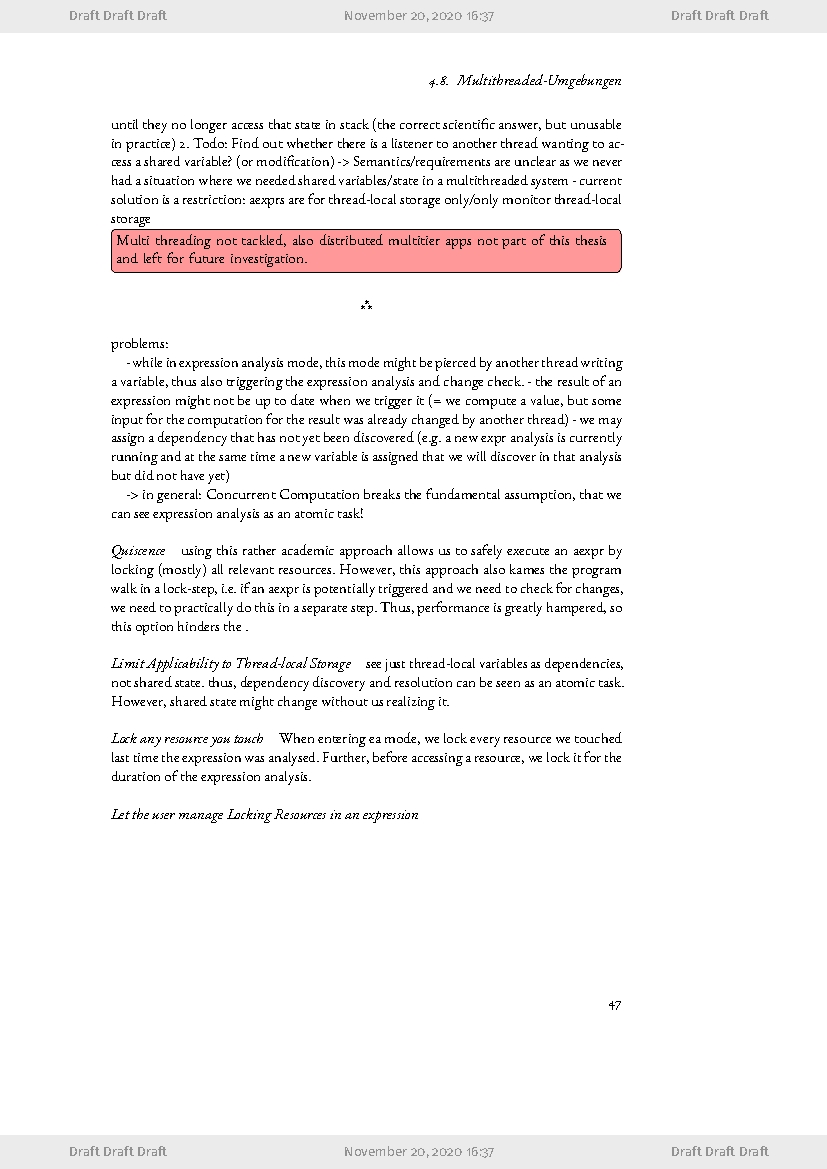 Draft Draft Draft November 20, 2020 16:37 Draft Draft Draft
4.8. Multithreaded-Umgebungen
until they no longer access that state in stack (the correct scientific answer, but unusable
in practice) 2. Todo: Find out whether there is a listener to another thread wanting to ac-
cess a shared variable? (or modification) -> Semantics/requirements are unclear as we never
had a situation where we needed shared variables/state in a multithreaded system - current
solution is a restriction: aexprs are for thread-local storage only/only monitor thread-local
storage
Multi threading not tackled, also distributed multitier apps not part of this thesis
and left for future investigation.
⁂
problems:
- while in expression analysis mode, this mode might be pierced by another thread writing
a variable, thus also triggering the expression analysis and change check. - the result of an
expression might not be up to date when we trigger it (= we compute a value, but some
input for the computation for the result was already changed by another thread) - we may
assign a dependency that has not yet been discovered (e.g. a new expr analysis is currently
running and at the same time a new variable is assigned that we will discover in that analysis
but did not have yet)
-> in general: Concurrent Computation breaks the fundamental assumption, that we
can see expression analysis as an atomic task!
Quiscence using this rather academic approach allows us to safely execute an aexpr by
locking (mostly) all relevant resources. However, this approach also kames the program
walk in a lock-step, i.e. if an aexpr is potentially triggered and we need to check for changes,
we need to practically do this in a separate step. Thus, performance is greatly hampered, so
this option hinders the .
Limit Applicability to Thread-local Storage see just thread-local variables as dependencies,
not shared state. thus, dependency discovery and resolution can be seen as an atomic task.
However, shared state might change without us realizing it.
Lock any resource you touch When entering ea mode, we lock every resource we touched
last time the expression was analysed. Further, before accessing a resource, we lock it for the
duration of the expression analysis.
Let the user manage Locking Resources in an expression
47
Draft Draft Draft November 20, 2020 16:37 Draft Draft Draft